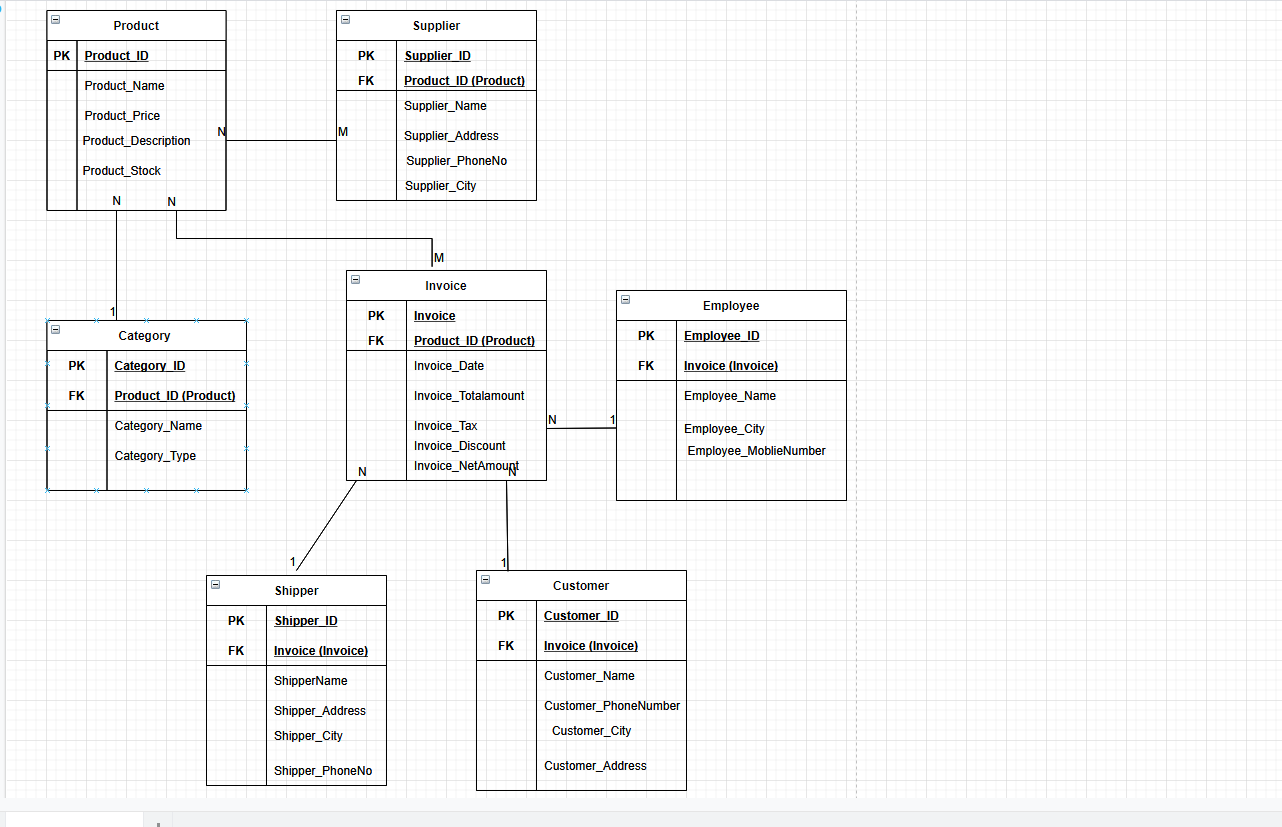 Product
PK Product_ID
Product_Name
Product_Price
Product_Description
Product_Stock
N
N
N
M
Supplier
PK Supplier_ID
FK Product_ID (Product)
Supplier_Name
Supplier_Address
Supplier_PhoneNo
Supplier_City
M
1
Category
PK Category_ID
FK Product_ID (Product)
Category_Name
Category_Type
Invoice
PK Invoice
FK Product_ID (Product)
Invoice_Date
Invoice_Totalamount
Invoice_Tax
Invoice_Discount
Invoice_NetAmount
N
N
N
1
Employee
PK Employee_ID
FK Invoice (Invoice)
Employee_Name
Employee_City
Employee_MoblieNumber
1
1
Shipper
PK Shipper_ID
FK Invoice (Invoice)
ShipperName
Shipper_Address
Shipper_City
Shipper_PhoneNo
Customer
PK Customer_ID
FK Invoice (Invoice)
Customer_Name
Customer_PhoneNumber
Customer_City
Customer_Address